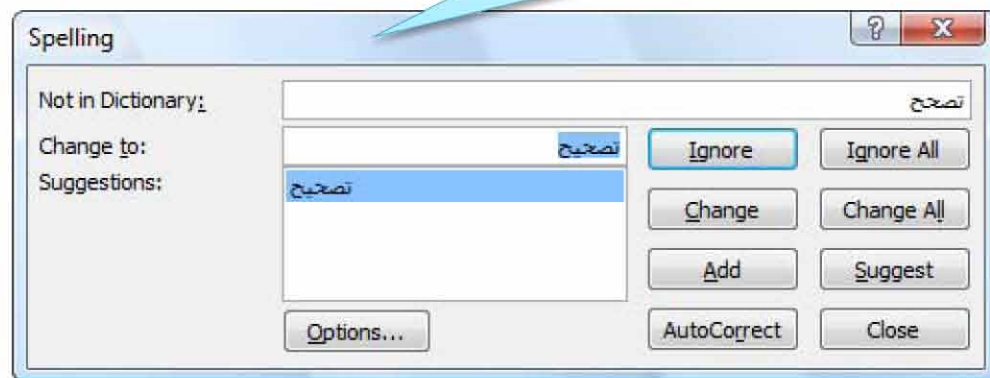 Spelling
Not in Dictionary: تصحح
Change to: تصحيح
Ignore
Ignore All
Suggestions: تصحيح
Change
Change All
Add
Suggest
Options...
AutoCorrect
Close